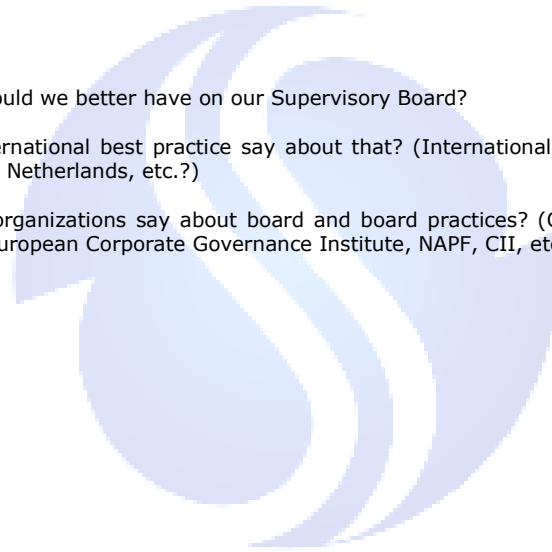 ould we better have on our Supervisory Board?
ernational best practice say about that? (International
Netherlands, etc.?)
organizations say about board and board practices? (
uropean Corporate Governance Institute, NAPF, CII, etc